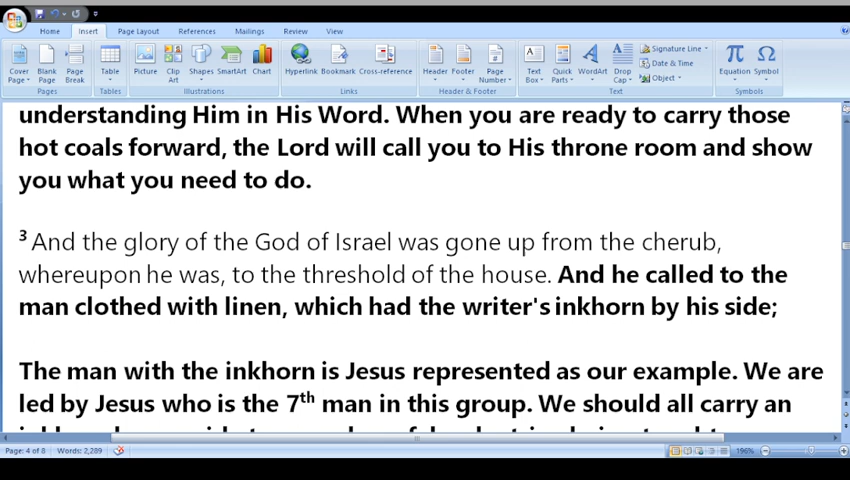 Home Insert Page Layout References Mailings Review View
Cover Page Blank Page Page Break Table Picture Clip Art Shapes SmartArt Chart Hyperlink Bookmark Cross-reference Header Footer Page Number Text Box Quick Parts WordArt Drop Cap Signature Line Date & Time Object Equation Symbol
Pages Tables Illustrations Links Header & Footer Text Symbols
understanding Him in His Word. When you are ready to carry those
hot coals forward, the Lord will call you to His throne room and show
you what you need to do.
3 And the glory of the God of Israel was gone up from the cherub,
whereupon he was, to the threshold of the house. And he called to the
man clothed with linen, which had the writer's inkhorn by his side;
The man with the inkhorn is Jesus represented as our example. We are
led by Jesus who is the 7th man in this group. We should all carry an
Page: 4 of 8 Words: 2,289 196%